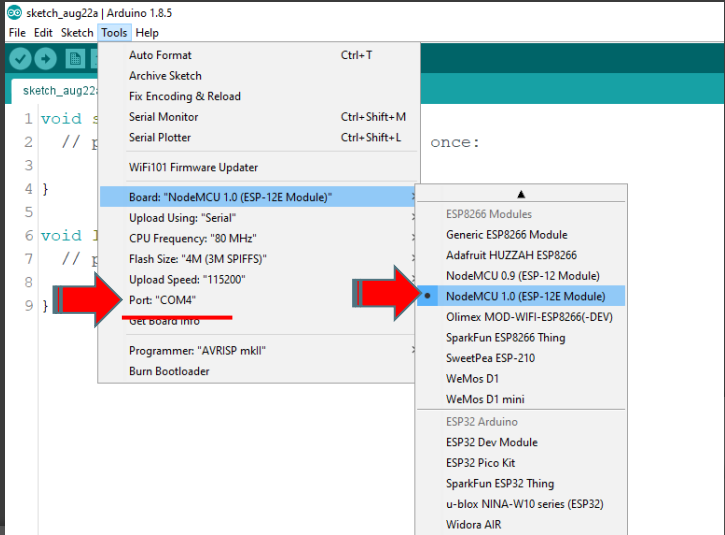 sketch_aug22a | Arduino 1.8.5
File Edit Sketch Tools Help
sketch_aug22a
1 void s
2 // p
once:
3
4 }
5
6 void l
7 // p
8
9 }
Auto Format Ctrl+T
Archive Sketch
Fix Encoding & Reload
Serial Monitor Ctrl+Shift+M
Serial Plotter Ctrl+Shift+L
WiFi101 Firmware Updater
Board: "NodeMCU 1.0 (ESP-12E Module)"
Upload Using: "Serial"
CPU Frequency: "80 MHz"
Flash Size: "4M (3M SPIFFS)"
Upload Speed: "115200"
Port: "COM4"
Get Board Info
Programmer: "AVRISP mkII"
Burn Bootloader
ESP8266 Modules
Generic ESP8266 Module
Adafruit HUZZAH ESP8266
NodeMCU 0.9 (ESP-12 Module)
NodeMCU 1.0 (ESP-12E Module)
Olimex MOD-WIFI-ESP8266(-DEV)
SparkFun ESP8266 Thing
SweetPea ESP-210
WeMos D1
WeMos D1 mini
ESP32 Arduino
ESP32 Dev Module
ESP32 Pico Kit
SparkFun ESP32 Thing
u-blox NINA-W10 series (ESP32)
Widora AIR